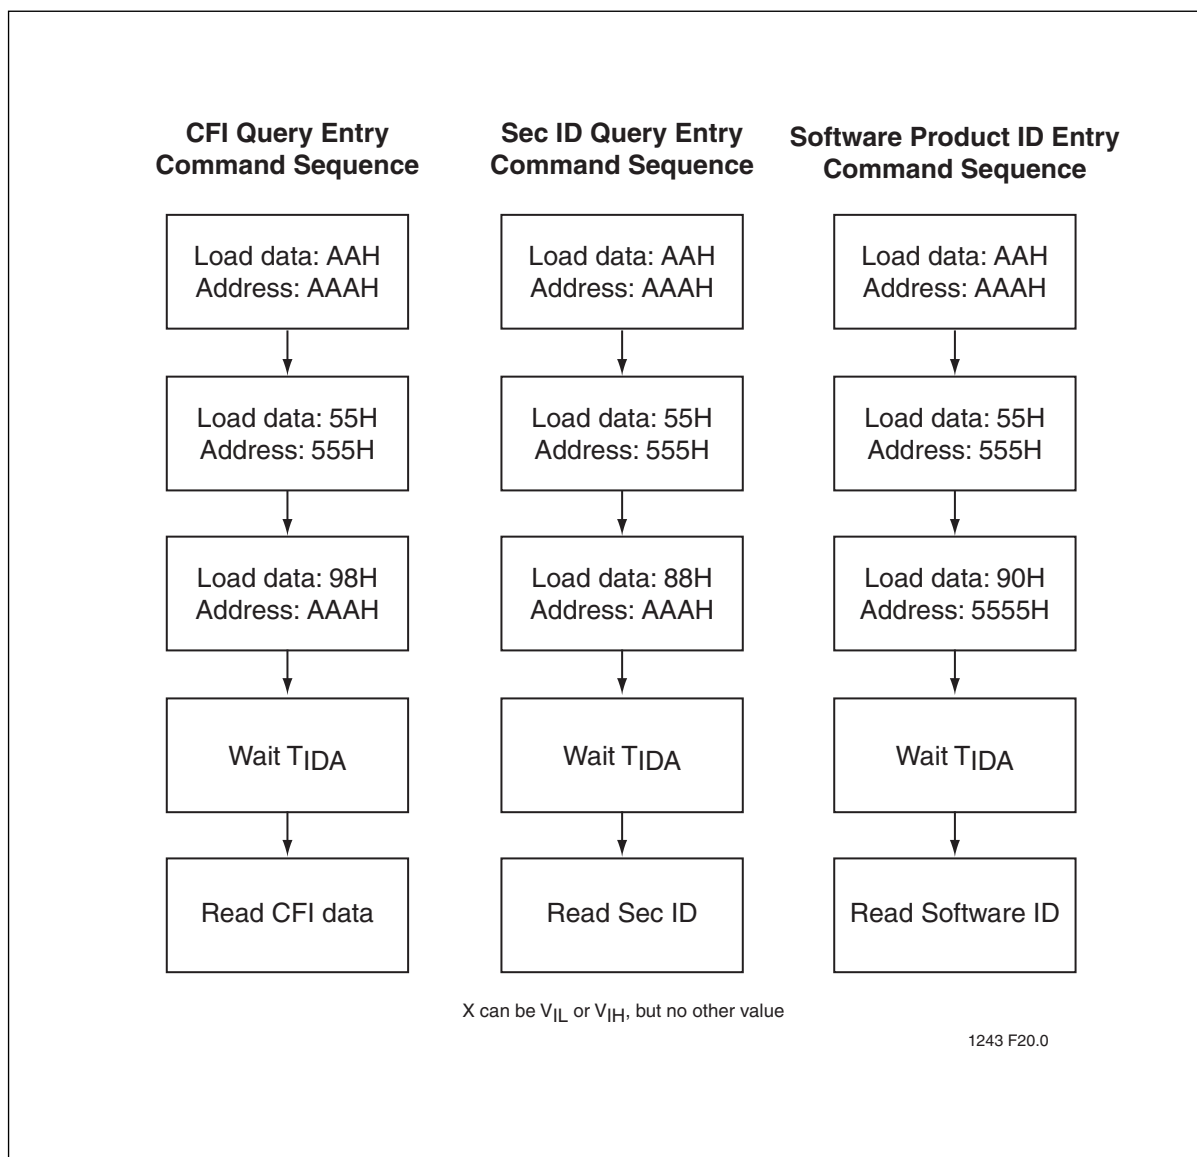 CFI Query Entry
Command Sequence
Load data: AAH
Address: AAAH
Load data: 55H
Address: 555H
Load data: 98H
Address: AAAH
Wait TIDA
Read CFI data
Sec ID Query Entry
Command Sequence
Load data: AAH
Address: AAAH
Load data: 55H
Address: 555H
Load data: 88H
Address: AAAH
Wait TIDA
Read Sec ID
Software Product ID Entry
Command Sequence
Load data: AAH
Address: AAAH
Load data: 55H
Address: 555H
Load data: 90H
Address: 5555H
Wait TIDA
Read Software ID
X can be VIL or VIH, but no other value
1243 F20.0